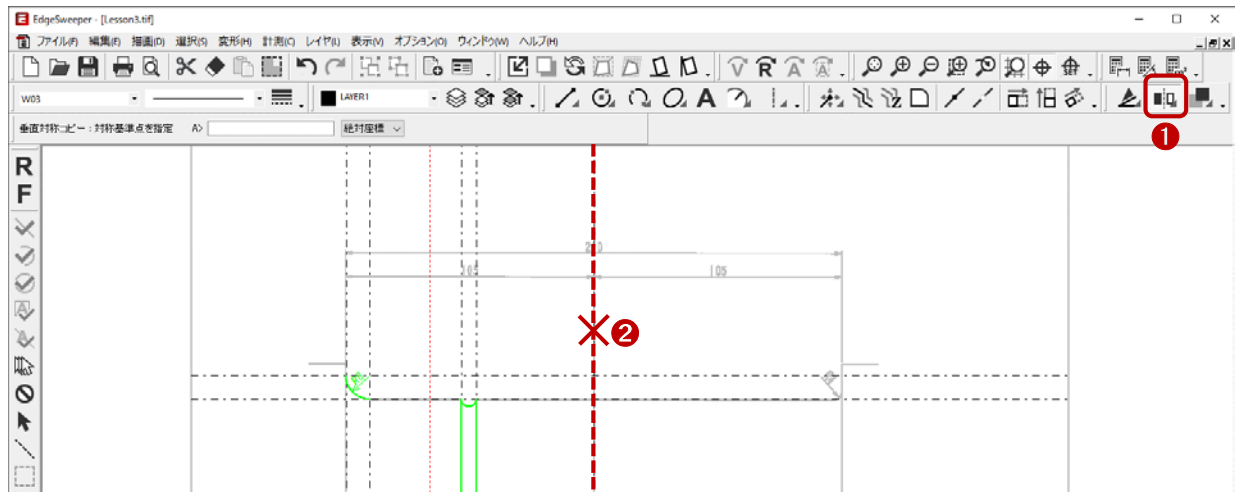 EdgeSweeper - [Lesson3.tif]
ファイル(F) 編集(E) 描画(D) 選択(S) 変形(H) 計測(C) レイヤ(L) 表示(V) オプション(O) ウィンドウ(W) ヘルプ(H)
W03 LAYER1 A
1
垂直対称コピー：対称基準点を指定 A> 絶対座標
R
F
210
105 105
2